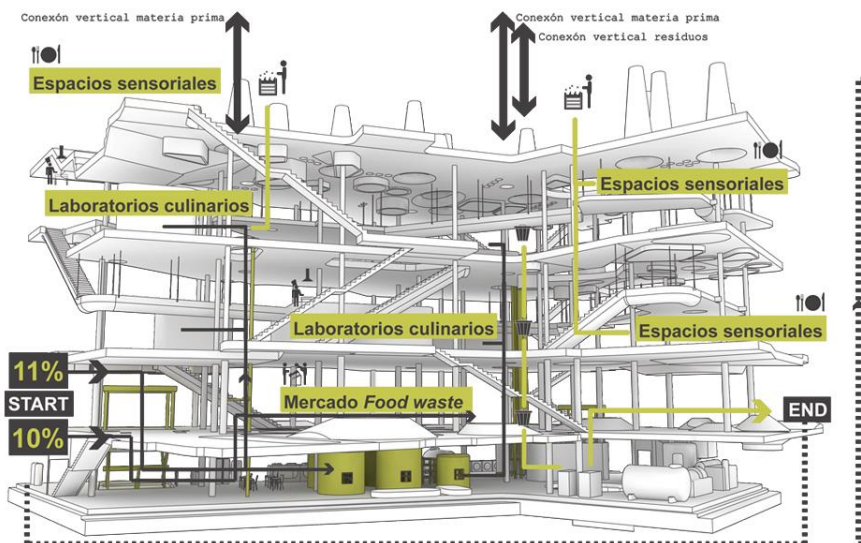 Conexón vertical materia prima
Conexón vertical materia prima
Conexón vertical residuos
Espacios sensoriales
Laboratorios culinarios
Espacios sensoriales
Laboratorios culinarios
Espacios sensoriales
11%
START
10%
Mercado Food waste
END